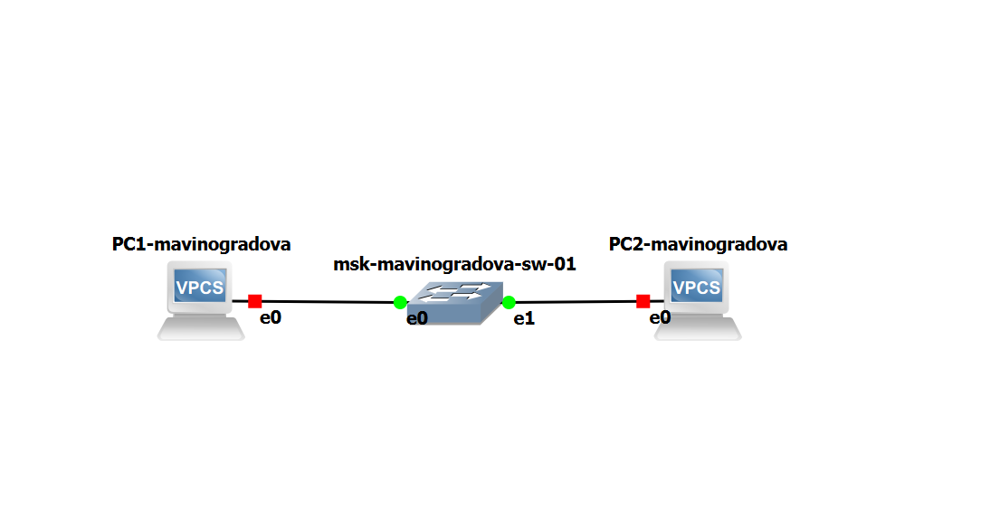 PC1-mavinogradova
PC2-mavinogradova
msk-mavinogradova-sw-01
VPCS
VPCS
e0
e0
e1
e0